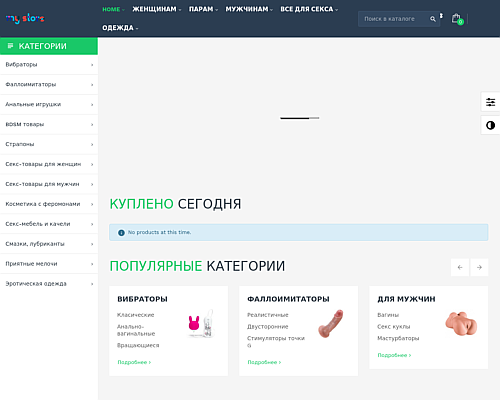 my slo's
HOME ЖЕНЩИНАМ ПАРАМ МУЖЧИНАМ ВСЕ ДЛЯ СЕКСА
ОДЕЖДА
Поиск в каталоге
0
КАТЕГОРИИ
Вибраторы
Фаллоимитаторы
Анальные игрушки
BDSM товары
Страпоны
Секс-товары для женщин
Секс-товары для мужчин
Косметика с феромонами
Секс-мебель и качели
Смазки, лубриканты
Приятные мелочи
Эротическая одежда
КУПЛЕНО СЕГОДНЯ
No products at this time.
ПОПУЛЯРНЫЕ КАТЕГОРИИ
ВИБРАТОРЫ
Класические
Анально-
вагинальные
Вращающиеся
Подробнее
ФАЛЛОИМИТАТОРЫ
Реалистичные
Двусторонние
Стимуляторы точки
G
Подробнее
ДЛЯ МУЖЧИН
Вагины
Секс куклы
Мастурбаторы
Подробнее